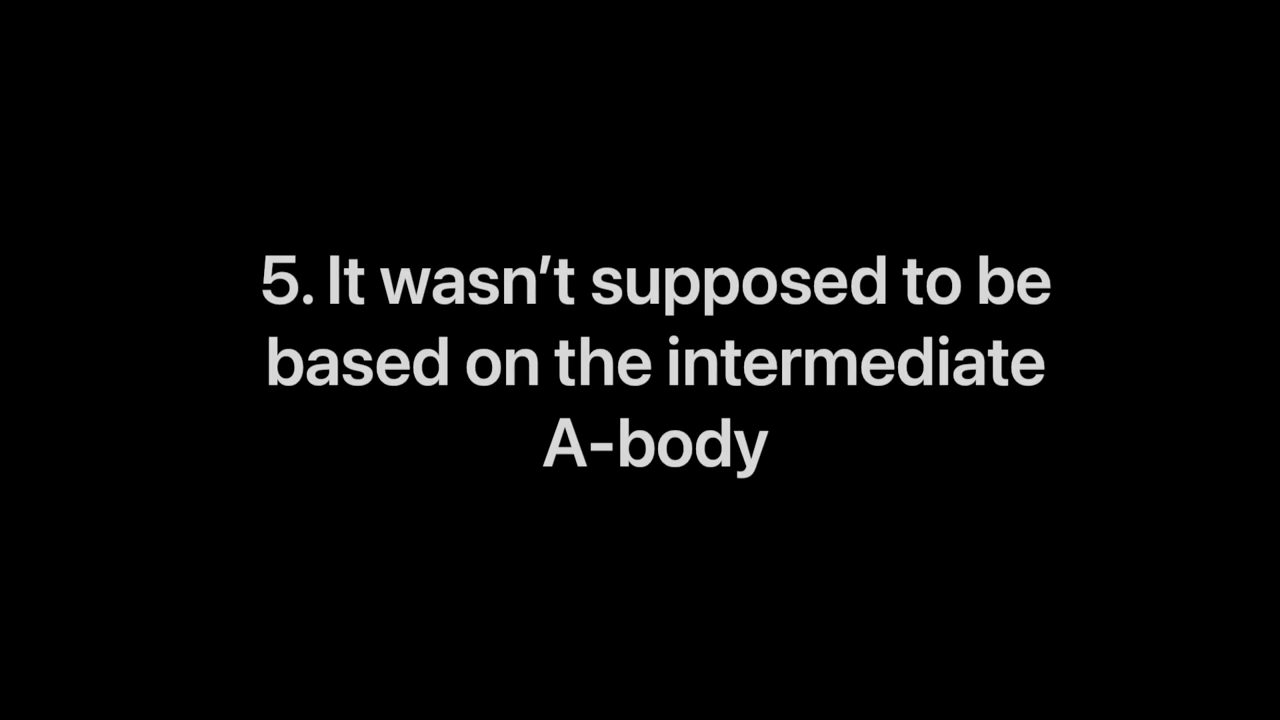 5. It wasn’t supposed to be
based on the intermediate
A-body